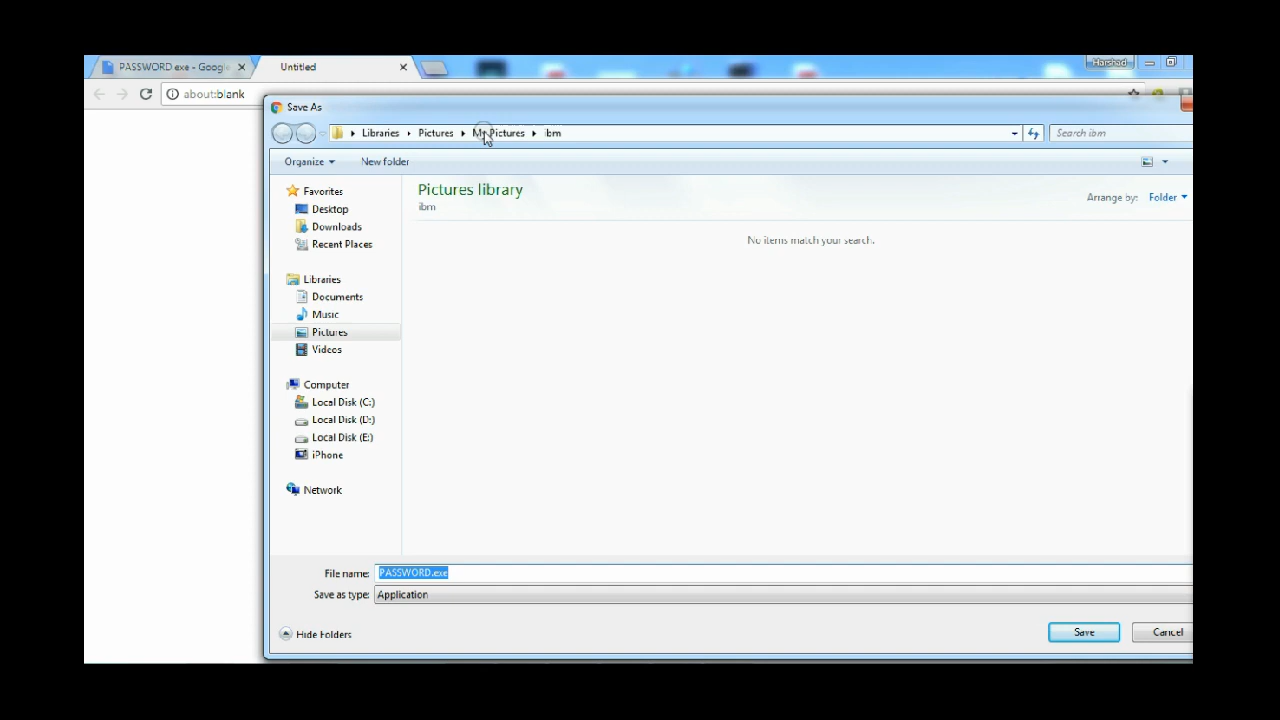 PASSWORD.exe - Googl
Untitled
Harshad
about:blank
Save As
Libraries
Pictures
My Pictures
ibm
Search ibm
Organize
New folder
Favorites
Desktop
Downloads
Recent Places
Libraries
Documents
Music
Pictures
Videos
Computer
Local Disk (C:)
Local Disk (D:)
Local Disk (E:)
iPhone
Network
Pictures library
ibm
Arrange by: Folder
No items match your search.
File name: PASSWORD.exe
Save as type: Application
Hide Folders
Save
Cancel